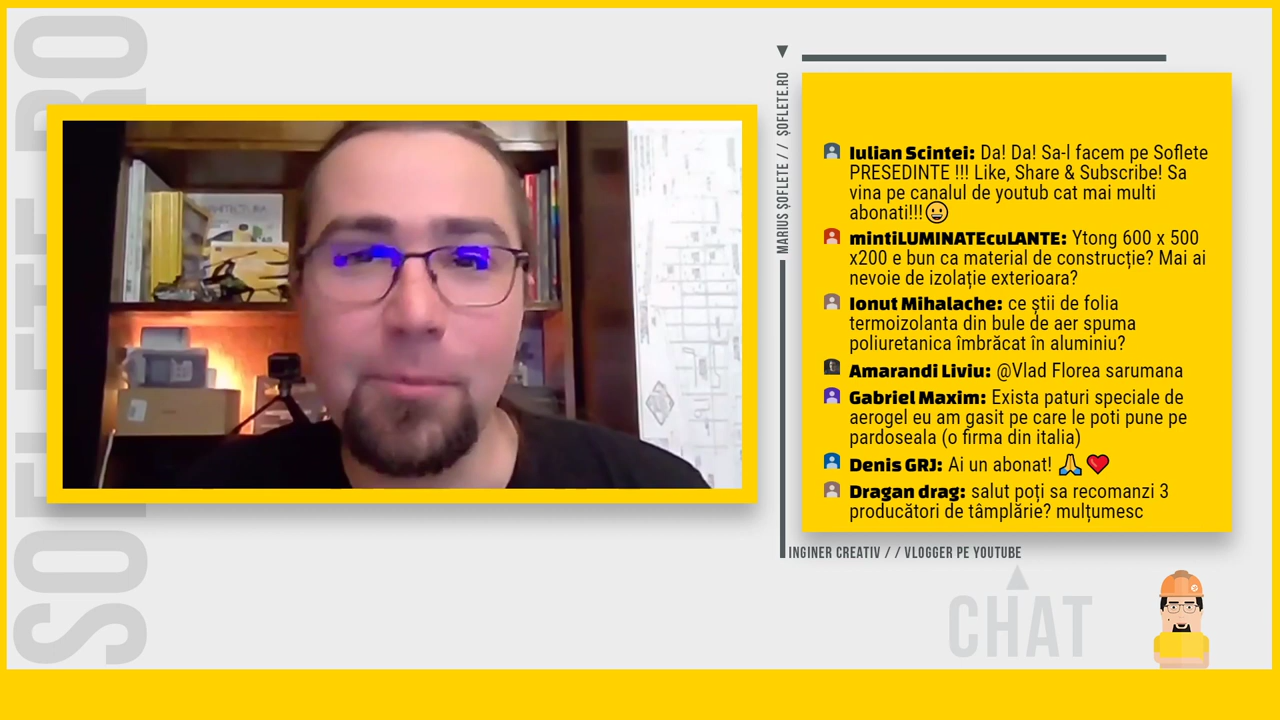 SOFLETE.RO
MARIUS ȘOFLETE / / ȘOFLETE.RO
Iulian Scintei: Da! Da! Sa-l facem pe Soflete
PRESEDINTE !!! Like, Share & Subscribe! Sa
vina pe canalul de youtub cat mai multi
abonati!!!😀
mintiLUMINATEcuLANTE: Ytong 600 x 500
x200 e bun ca material de construcție? Mai ai
nevoie de izolație exterioara?
Ionut Mihalache: ce știi de folia
termoizolanta din bule de aer spuma
poliuretanica îmbrăcat în aluminiu?
Amarandi Liviu: @Vlad Florea sarumana
Gabriel Maxim: Exista paturi speciale de
aerogel eu am gasit pe care le poti pune pe
pardoseala (o firma din italia)
Denis GRJ: Ai un abonat! 🙏❤️
Dragan drag: salut poți sa recomanzi 3
producători de tâmplărie? mulțumesc
INGINER CREATIV / / VLOGGER PE YOUTUBE
CHAT